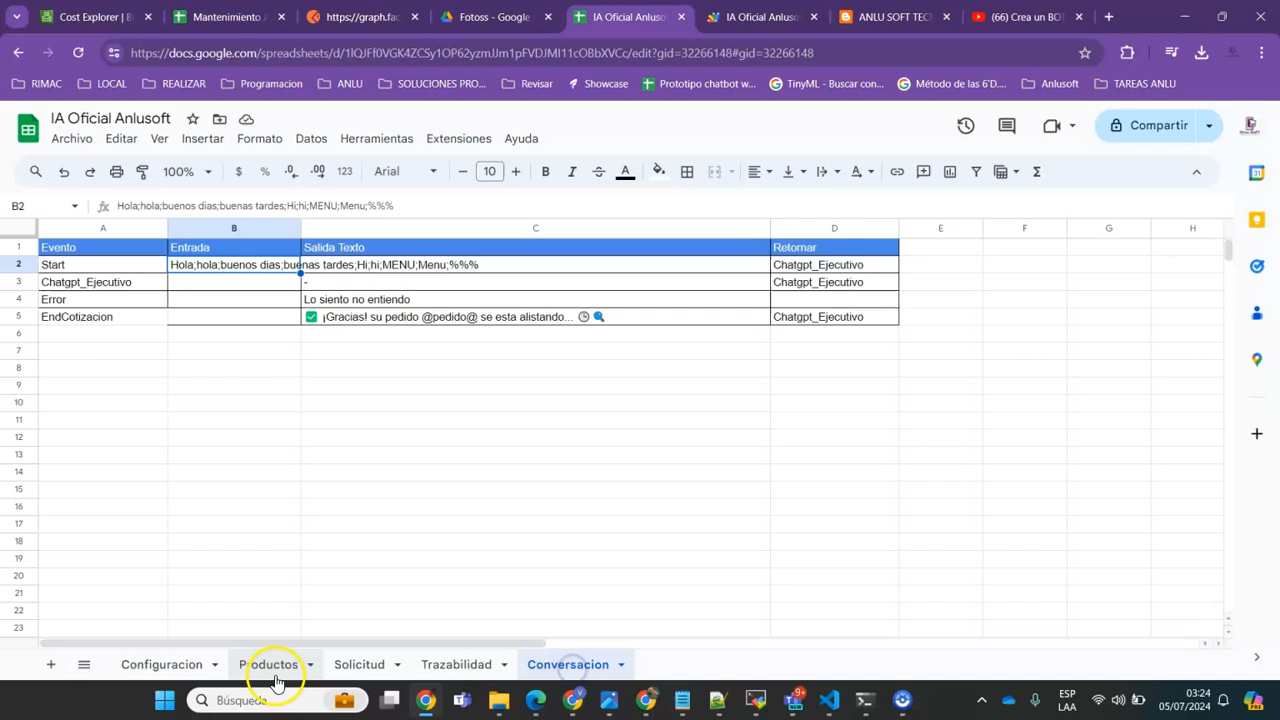 Cost Explorer | B
Mantenimiento A
https://graph.fac
Fotoss - Google
IA Oficial Anlusoft
IA Oficial Anlusof
ANLU SOFT TEC
(66) Crea un BOT
https://docs.google.com/spreadsheets/d/1lQJFf0VGK4ZCSy1OP62yzmJJm1pFVDJMI11cOBbXVCc/edit?gid=32266148#gid=32266148
RIMAC
LOCAL
REALIZAR
Programacion
ANLU
SOLUCIONES PRO...
Revisar
Showcase
Prototipo chatbot w...
TinyML - Buscar con...
Método de las 6'D...
Anlusoft
TAREAS ANLU
IA Oficial Anlusoft
Archivo Editar Ver Insertar Formato Datos Herramientas Extensiones Ayuda
Compartir
100% $ % .0 .00 123 Arial 10 B I S A
B2 fx Hola;hola;buenos dias;buenas tardes;Hi;hi;MENU;Menu;%%%
A B C D E F G H
1 Evento Entrada Salida Texto Retornar
2 Start Hola;hola;buenos dias;buenas tardes;Hi;hi;MENU;Menu;%%% Chatgpt_Ejecutivo
3 Chatgpt_Ejecutivo - Chatgpt_Ejecutivo
4 Error Lo siento no entiendo
5 EndCotizacion ✅ ¡Gracias! su pedido @pedido@ se esta alistando... 🕒 🔍 Chatgpt_Ejecutivo
6
7
8
9
10
11
12
13
14
15
16
17
18
19
20
21
22
23
Configuracion Productos Solicitud Trazabilidad Conversacion
Búsqueda
ESP
LAA
03:24
05/07/2024